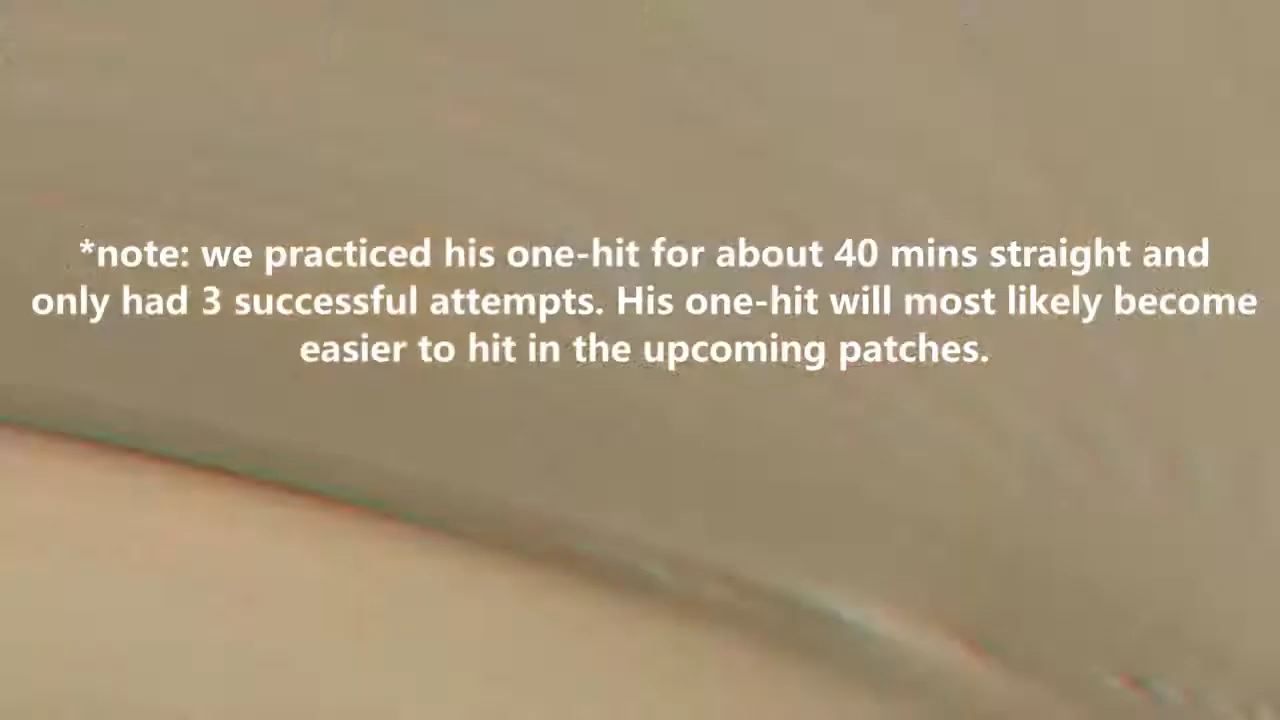 *note: we practiced his one-hit for about 40 mins straight and
only had 3 successful attempts. His one-hit will most likely become
easier to hit in the upcoming patches.